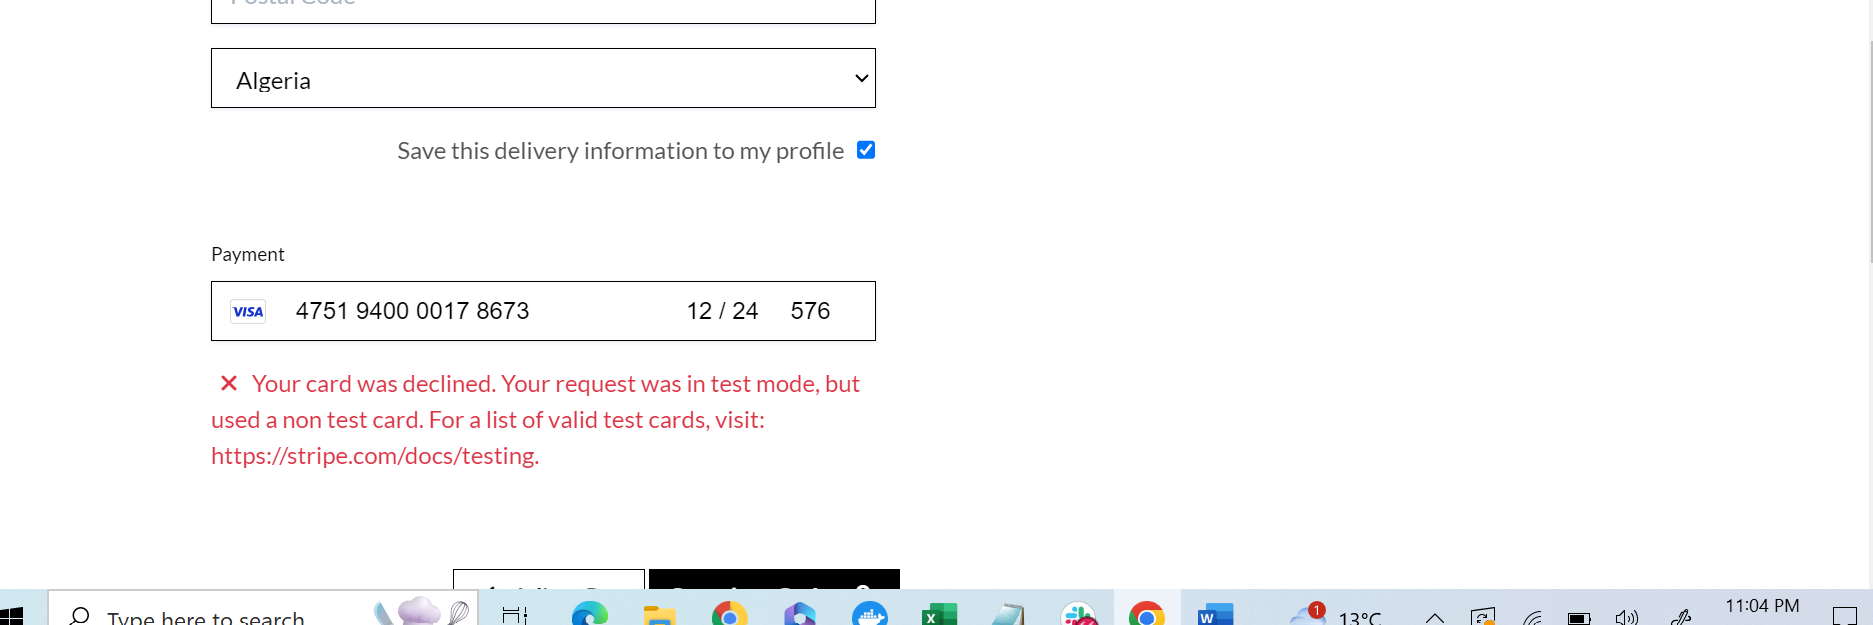 Postal Code
Algeria
Save this delivery information to my profile
Payment
VISA 4751 9400 0017 8673 12 / 24 576
Your card was declined. Your request was in test mode, but
used a non test card. For a list of valid test cards, visit:
https://stripe.com/docs/testing.
Type here to search
1
13°C
11:04 PM